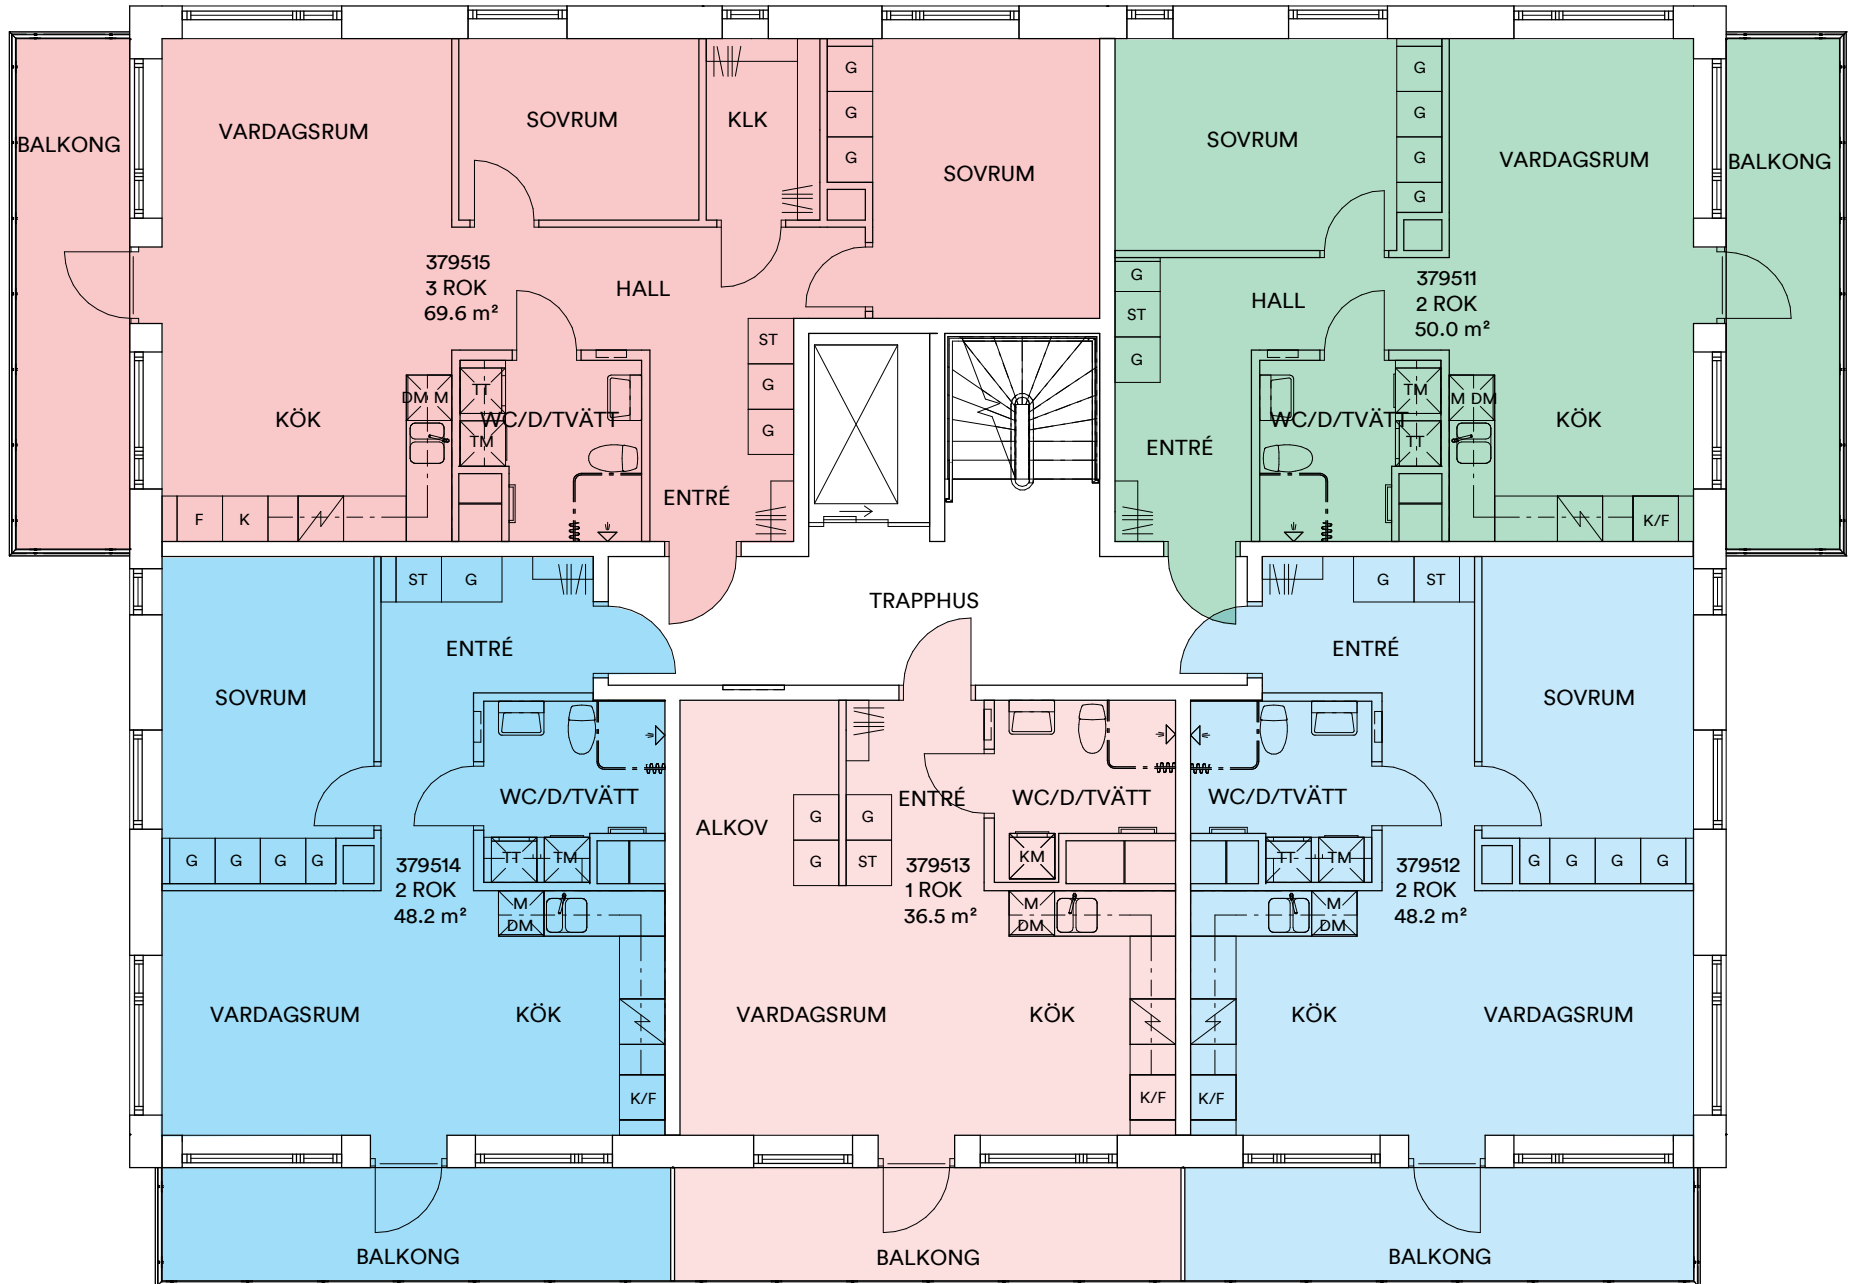 BALKONG
VARDAGSRUM
SOVRUM
KLK
G
G
G
SOVRUM
379515
3 ROK
69.6 m²
HALL
ST
G
G
KÖK
DM M
TT
TM
WC/D/TVÄTT
ENTRÉ
F
K
SOVRUM
G
G
G
G
VARDAGSRUM
BALKONG
G
ST
G
HALL
379511
2 ROK
50.0 m²
ENTRÉ
WC/D/TVÄTT
TM
TT
M DM
KÖK
K/F
TRAPPHUS
ST
G
ENTRÉ
SOVRUM
WC/D/TVÄTT
G
G
G
G
TT
TM
379514
2 ROK
48.2 m²
M
DM
VARDAGSRUM
KÖK
K/F
BALKONG
ALKOV
G
G
G
ST
ENTRÉ
WC/D/TVÄTT
KM
379513
1 ROK
36.5 m²
M
DM
VARDAGSRUM
KÖK
K/F
BALKONG
G
ST
ENTRÉ
SOVRUM
WC/D/TVÄTT
TT
TM
379512
2 ROK
48.2 m²
G
G
G
G
M
DM
KÖK
VARDAGSRUM
K/F
BALKONG